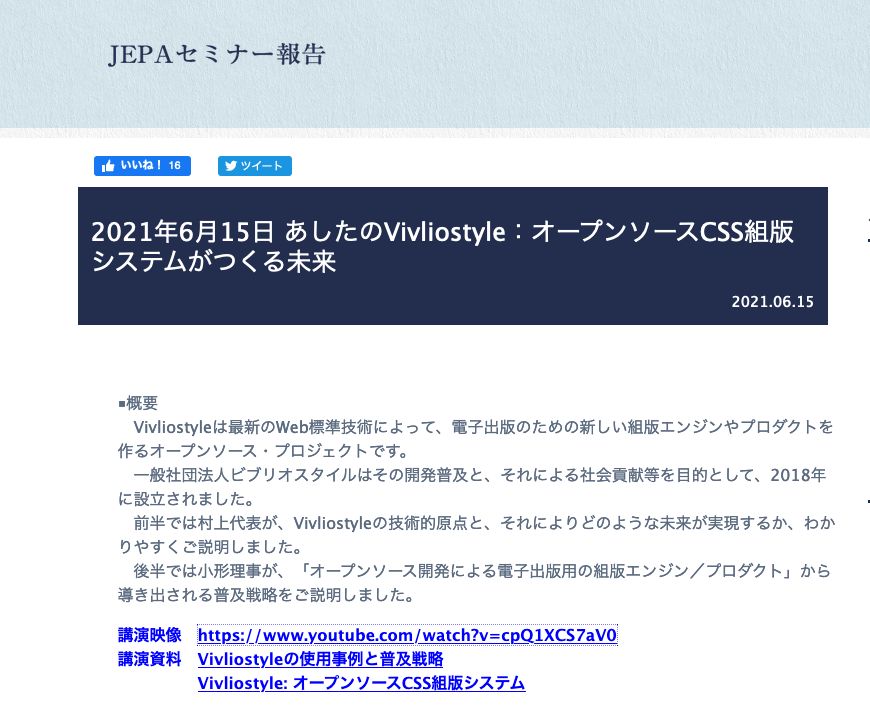 JEPAセミナー報告
いいね！ 16 ツイート
2021年6月15日 あしたのVivliostyle：オープンソースCSS組版
システムがつくる未来
2021.06.15
■概要
　Vivliostyleは最新のWeb標準技術によって、電子出版のための新しい組版エンジンやプロダクトを
作るオープンソース・プロジェクトです。
　一般社団法人ビブリオスタイルはその開発普及と、それによる社会貢献等を目的として、2018年
に設立されました。
　前半では村上代表が、Vivliostyleの技術的原点と、それによりどのような未来が実現するか、わか
りやすくご説明しました。
　後半では小形理事が、「オープンソース開発による電子出版用の組版エンジン／プロダクト」から
導き出される普及戦略をご説明しました。
講演映像　https://www.youtube.com/watch?v=cpQ1XCS7aV0
講演資料　Vivliostyleの使用事例と普及戦略
Vivliostyle: オープンソースCSS組版システム